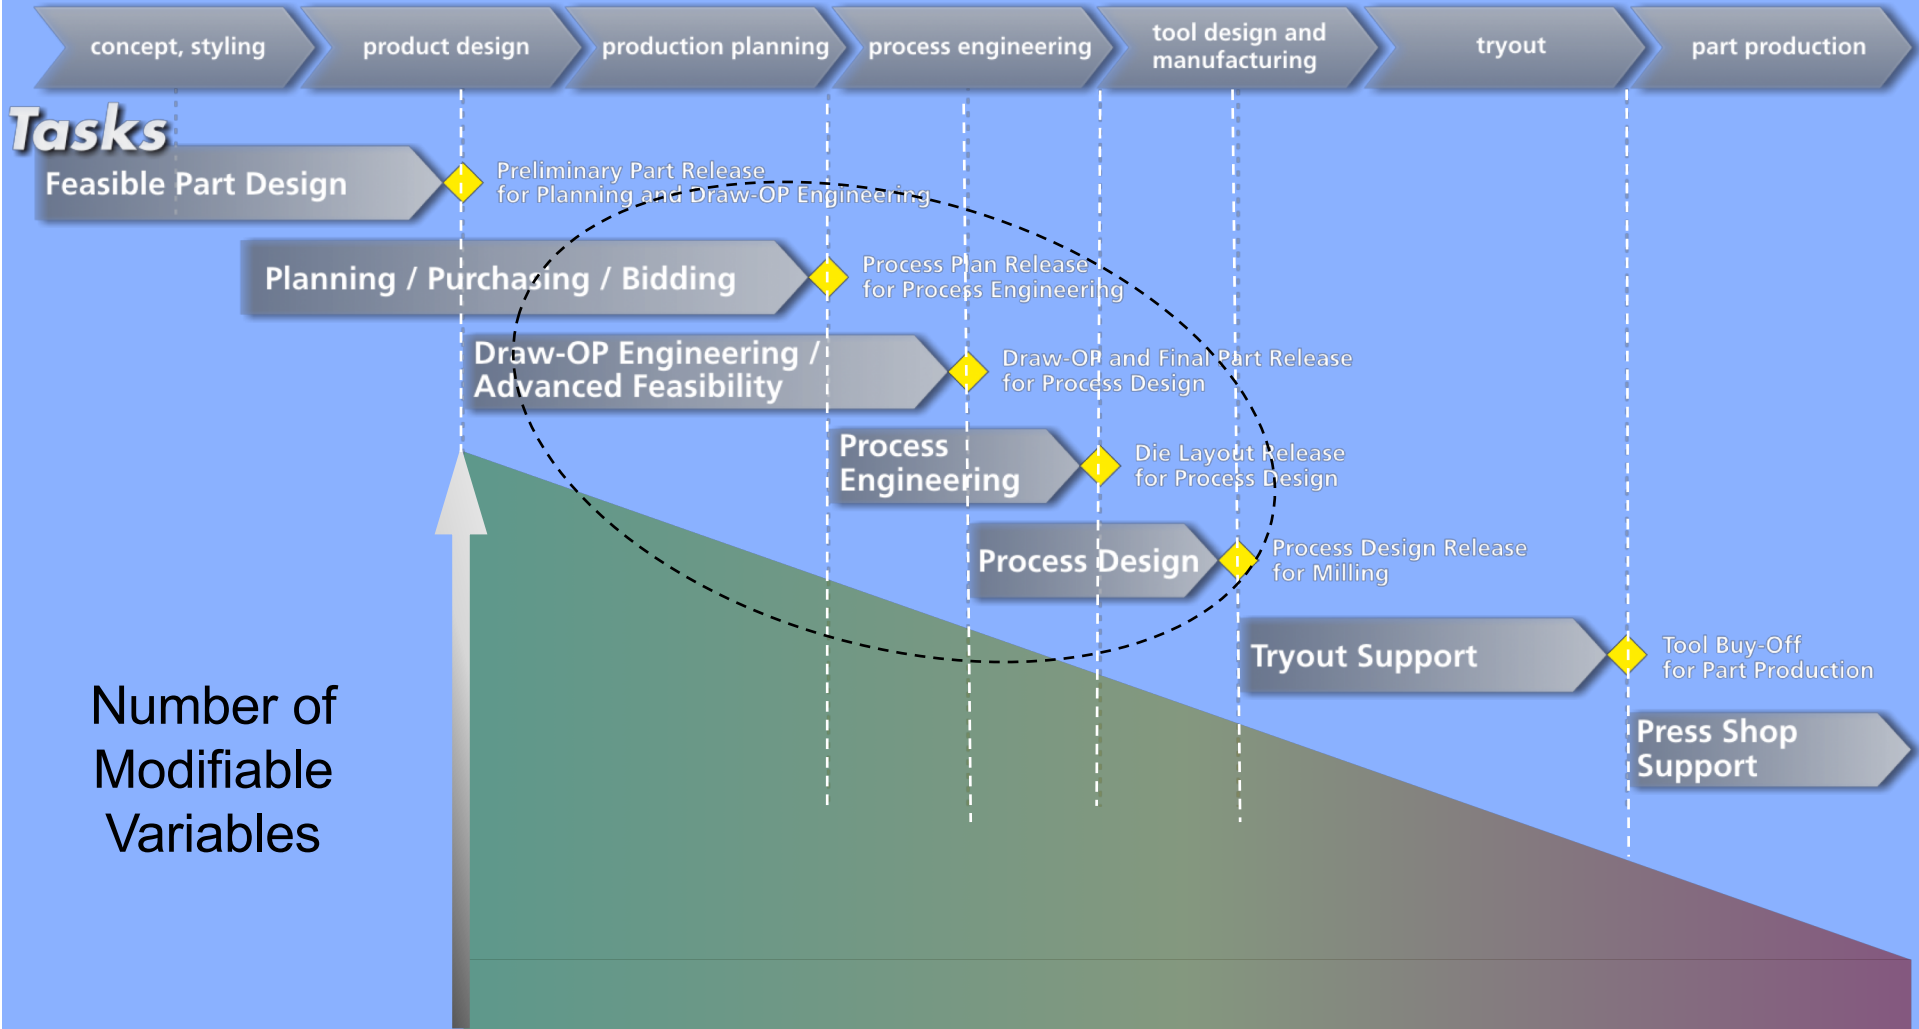 concept, styling
product design
production planning
process engineering
tool design and
manufacturing
tryout
part production
Tasks
Feasible Part Design
Preliminary Part Release
for Planning and Draw-OP Engineering
Planning / Purchasing / Bidding
Process Plan Release
for Process Engineering
Draw-OP Engineering /
Advanced Feasibility
Draw-OP and Final Part Release
for Process Design
Process
Engineering
Die Layout Release
for Process Design
Process Design
Process Design Release
for Milling
Tryout Support
Tool Buy-Off
for Part Production
Press Shop
Support
Number of
Modifiable
Variables